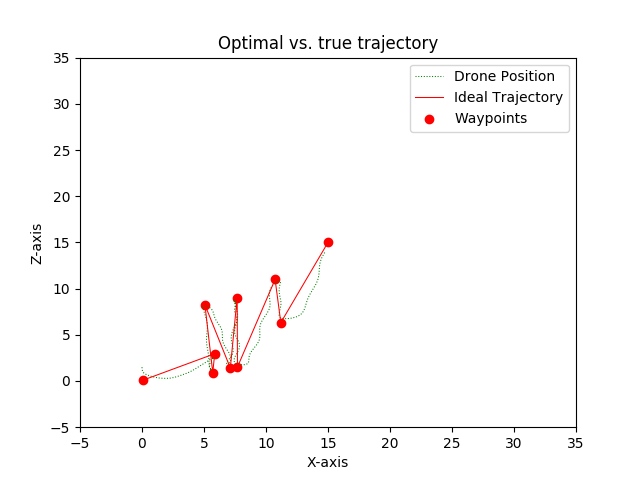 Optimal vs. true trajectory
Drone Position
Ideal Trajectory
Waypoints
Z-axis
35
30
25
20
15
10
5
0
−5
−5 0 5 10 15 20 25 30 35
X-axis